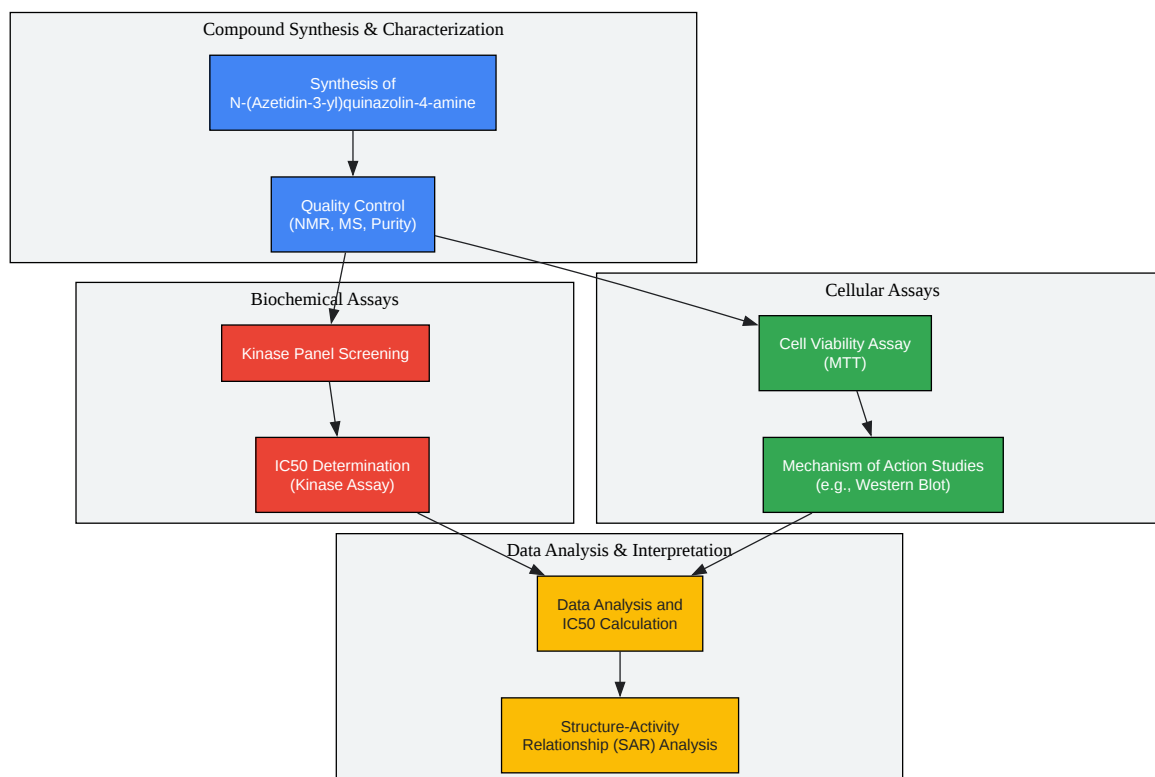 Compound Synthesis & Characterization
Synthesis of
N-(Azetidin-3-yl)quinazolin-4-amine
Quality Control
(NMR, MS, Purity)
Biochemical Assays
Kinase Panel Screening
IC50 Determination
(Kinase Assay)
Cellular Assays
Cell Viability Assay
(MTT)
Mechanism of Action Studies
(e.g., Western Blot)
Data Analysis & Interpretation
Data Analysis and
IC50 Calculation
Structure-Activity
Relationship (SAR) Analysis